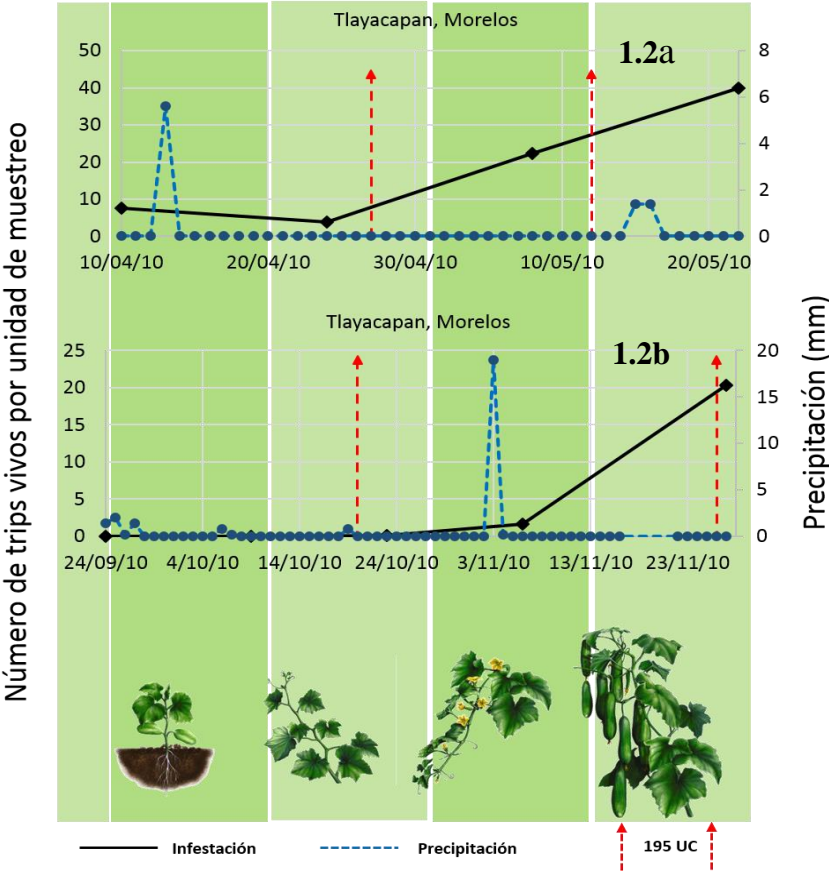 Tlayacapan, Morelos
1.2a
50
40
30
20
10
0
8
6
4
2
0
10/04/10 20/04/10 30/04/10 10/05/10 20/05/10
Número de trips vivos por unidad de muestreo
Precipitación (mm)
Tlayacapan, Morelos
1.2b
25
20
15
10
5
0
20
15
10
5
0
24/09/10 4/10/10 14/10/10 24/10/10 3/11/10 13/11/10 23/11/10
Infestación Precipitación 195 UC